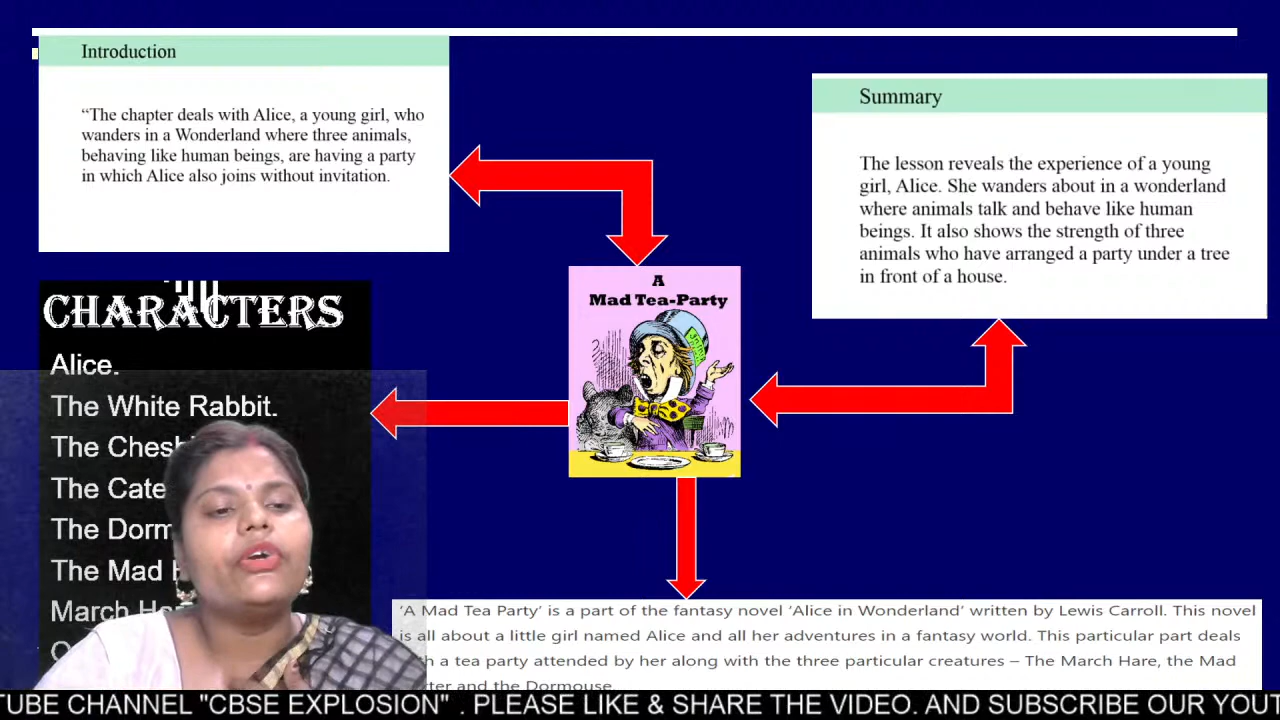 Introduction
“The chapter deals with Alice, a young girl, who
wanders in a Wonderland where three animals,
behaving like human beings, are having a party
in which Alice also joins without invitation.
Summary
The lesson reveals the experience of a young
girl, Alice. She wanders about in a wonderland
where animals talk and behave like human
beings. It also shows the strength of three
animals who have arranged a party under a tree
in front of a house.
A
Mad Tea-Party
CHARACTERS
Alice.
The White Rabbit.
The
The
The
The Mad
March
‘A Mad Tea Party’ is a part of the fantasy novel ‘Alice in Wonderland’ written by Lewis Carroll. This novel
is all about a little girl named Alice and all her adventures in a fantasy world. This particular part deals
a tea party attended by her along with the three particular creatures – The March Hare, the Mad
and the Dormouse.
CHANNEL "CBSE EXPLOSION" . PLEASE LIKE & SHARE THE VIDEO. AND SUBSCRIBE OUR